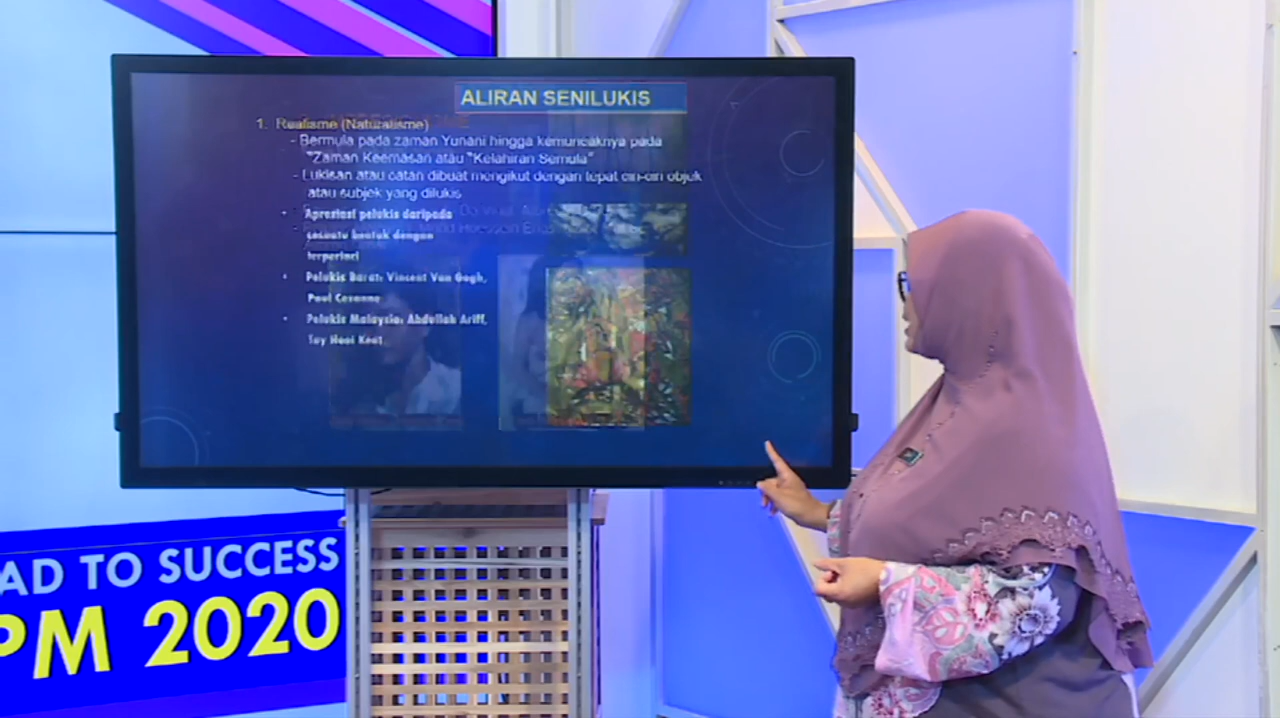 ALIRAN SENILUKIS
1. Realisme (Naturalisme)
- Bermula pada zaman Yunani hingga kemuncaknya pada
"Zaman Keemasan atau "Kelahiran Semula"
- Lukisan atau catan dibuat mengikut dengan tepat ciri-ciri objek
atau subjek yang dilukis
• Apresiasi pelukis daripada
sesuatu bentuk dengan
terperinci
• Pelukis Barat: Vincent Van Gogh,
Paul Cezanne
• Pelukis Malaysia: Abdullah Ariff,
Tay Hooi Keat.
AD TO SUCCESS
PM 2020